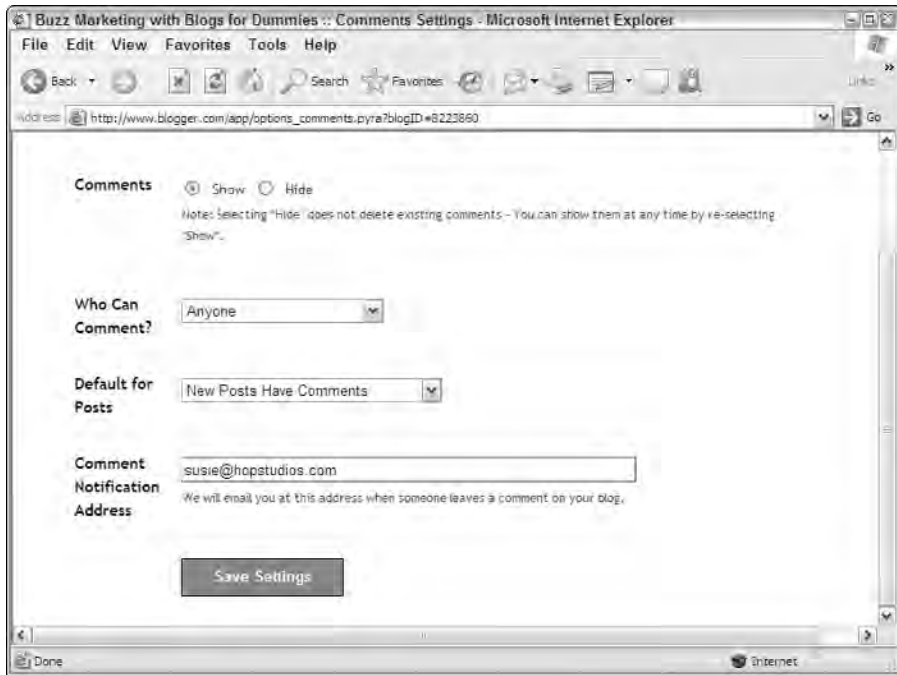 Buzz Marketing with Blogs for Dummies :: Comments Settings - Microsoft Internet Explorer
File Edit View Favorites Tools Help
Back Search Favorites Links
Address http://www.blogger.com/app/options_comments.pyra?blogID=8223860 Go
Comments Show Hide
Note: Selecting "Hide" does not delete existing comments - You can show them at any time by re-selecting
"Show".
Who Can
Comment?
Anyone
Default for
Posts
New Posts Have Comments
Comment
Notification
Address
susie@hopstudios.com
We will email you at this address when someone leaves a comment on your blog.
Save Settings
Done Internet